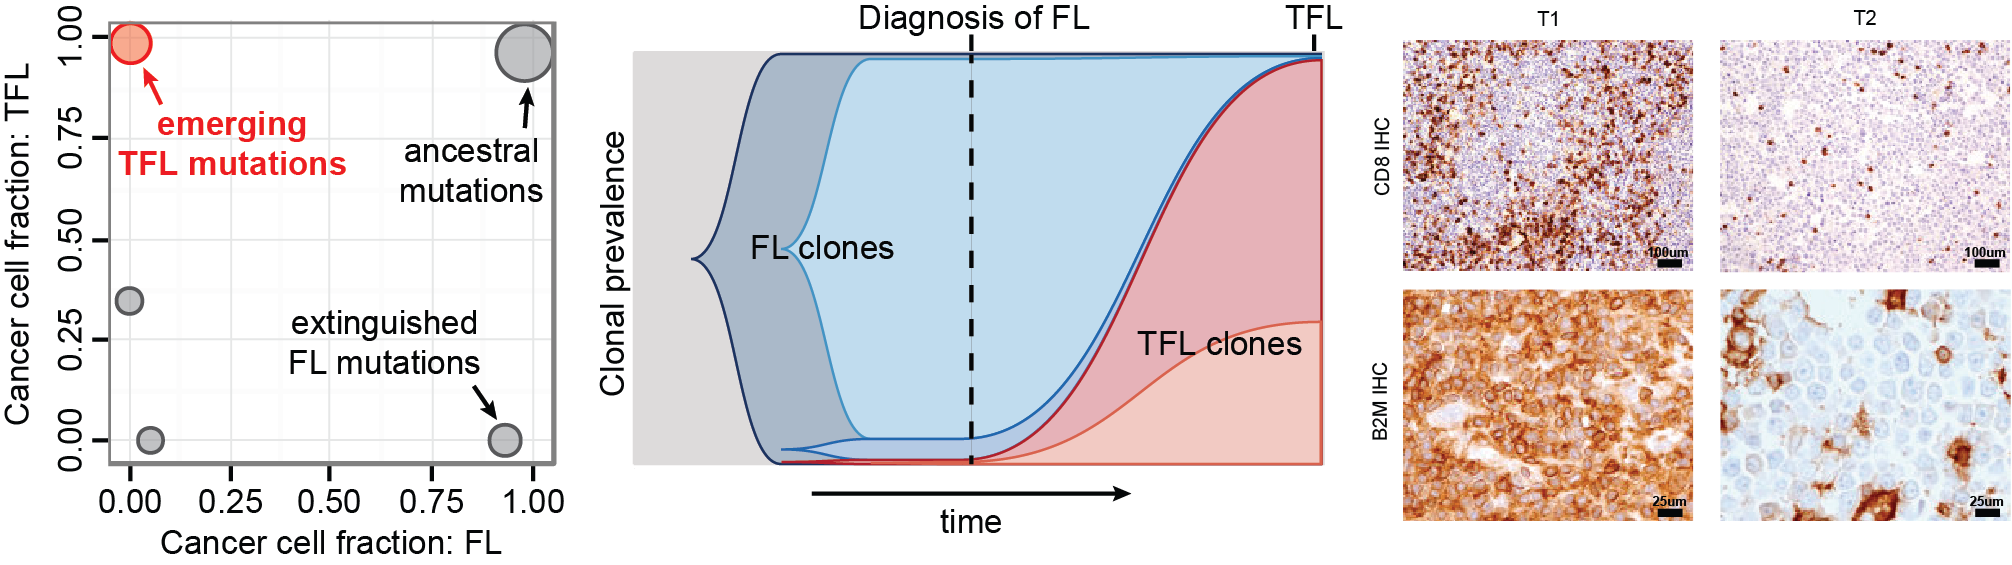 Cancer cell fraction: TFL
1.00
0.75
0.50
0.25
0.00
emerging
TFL mutations
ancestral
mutations
extinguished
FL mutations
0.00 0.25 0.50 0.75 1.00
Cancer cell fraction: FL
Diagnosis of FL
TFL
Clonal prevalence
FL clones
TFL clones
time
T1
T2
CD8 IHC
100um
100um
B2M IHC
25um
25um